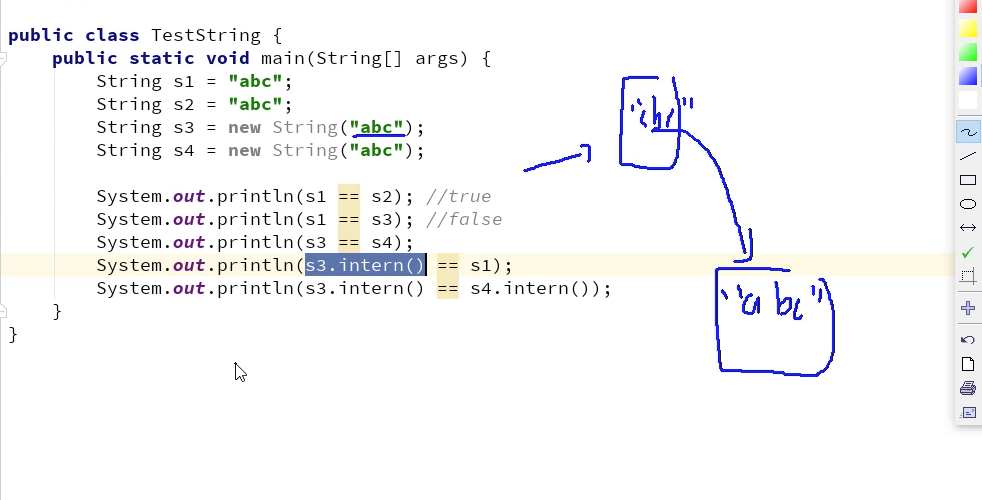 public class TestString {
public static void main(String[] args) {
String s1 = "abc";
String s2 = "abc";
String s3 = new String("abc");
String s4 = new String("abc");
System.out.println(s1 == s2); //true
System.out.println(s1 == s3); //false
System.out.println(s3 == s4);
System.out.println(s3.intern() == s1);
System.out.println(s3.intern() == s4.intern());
}
}
"abc"